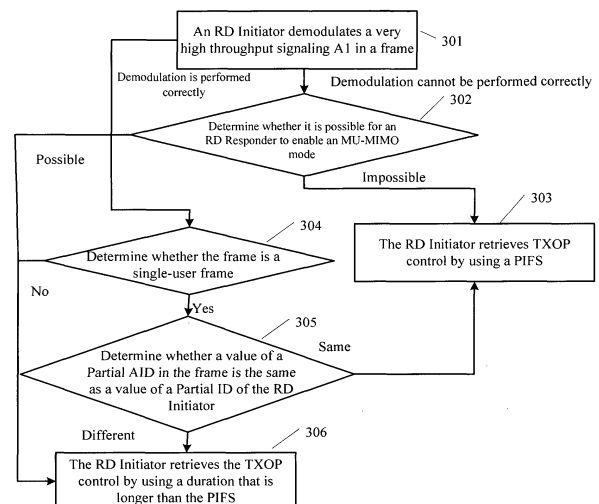 An RD Initiator demodulates a very
high throughput signaling A1 in a frame
301
Demodulation is performed
correctly
Demodulation cannot be performed correctly
302
Determine whether it is possible for an
RD Responder to enable an MU-MIMO
mode
Possible
Impossible
303
The RD Initiator retrieves TXOP
control by using a PIFS
304
Determine whether the frame is a
single-user frame
No
Yes
305
Determine whether a value of a
Partial AID in the frame is the same
as a value of a Partial ID of the RD
Initiator
Same
Different
306
The RD Initiator retrieves the TXOP
control by using a duration that is
longer than the PIFS